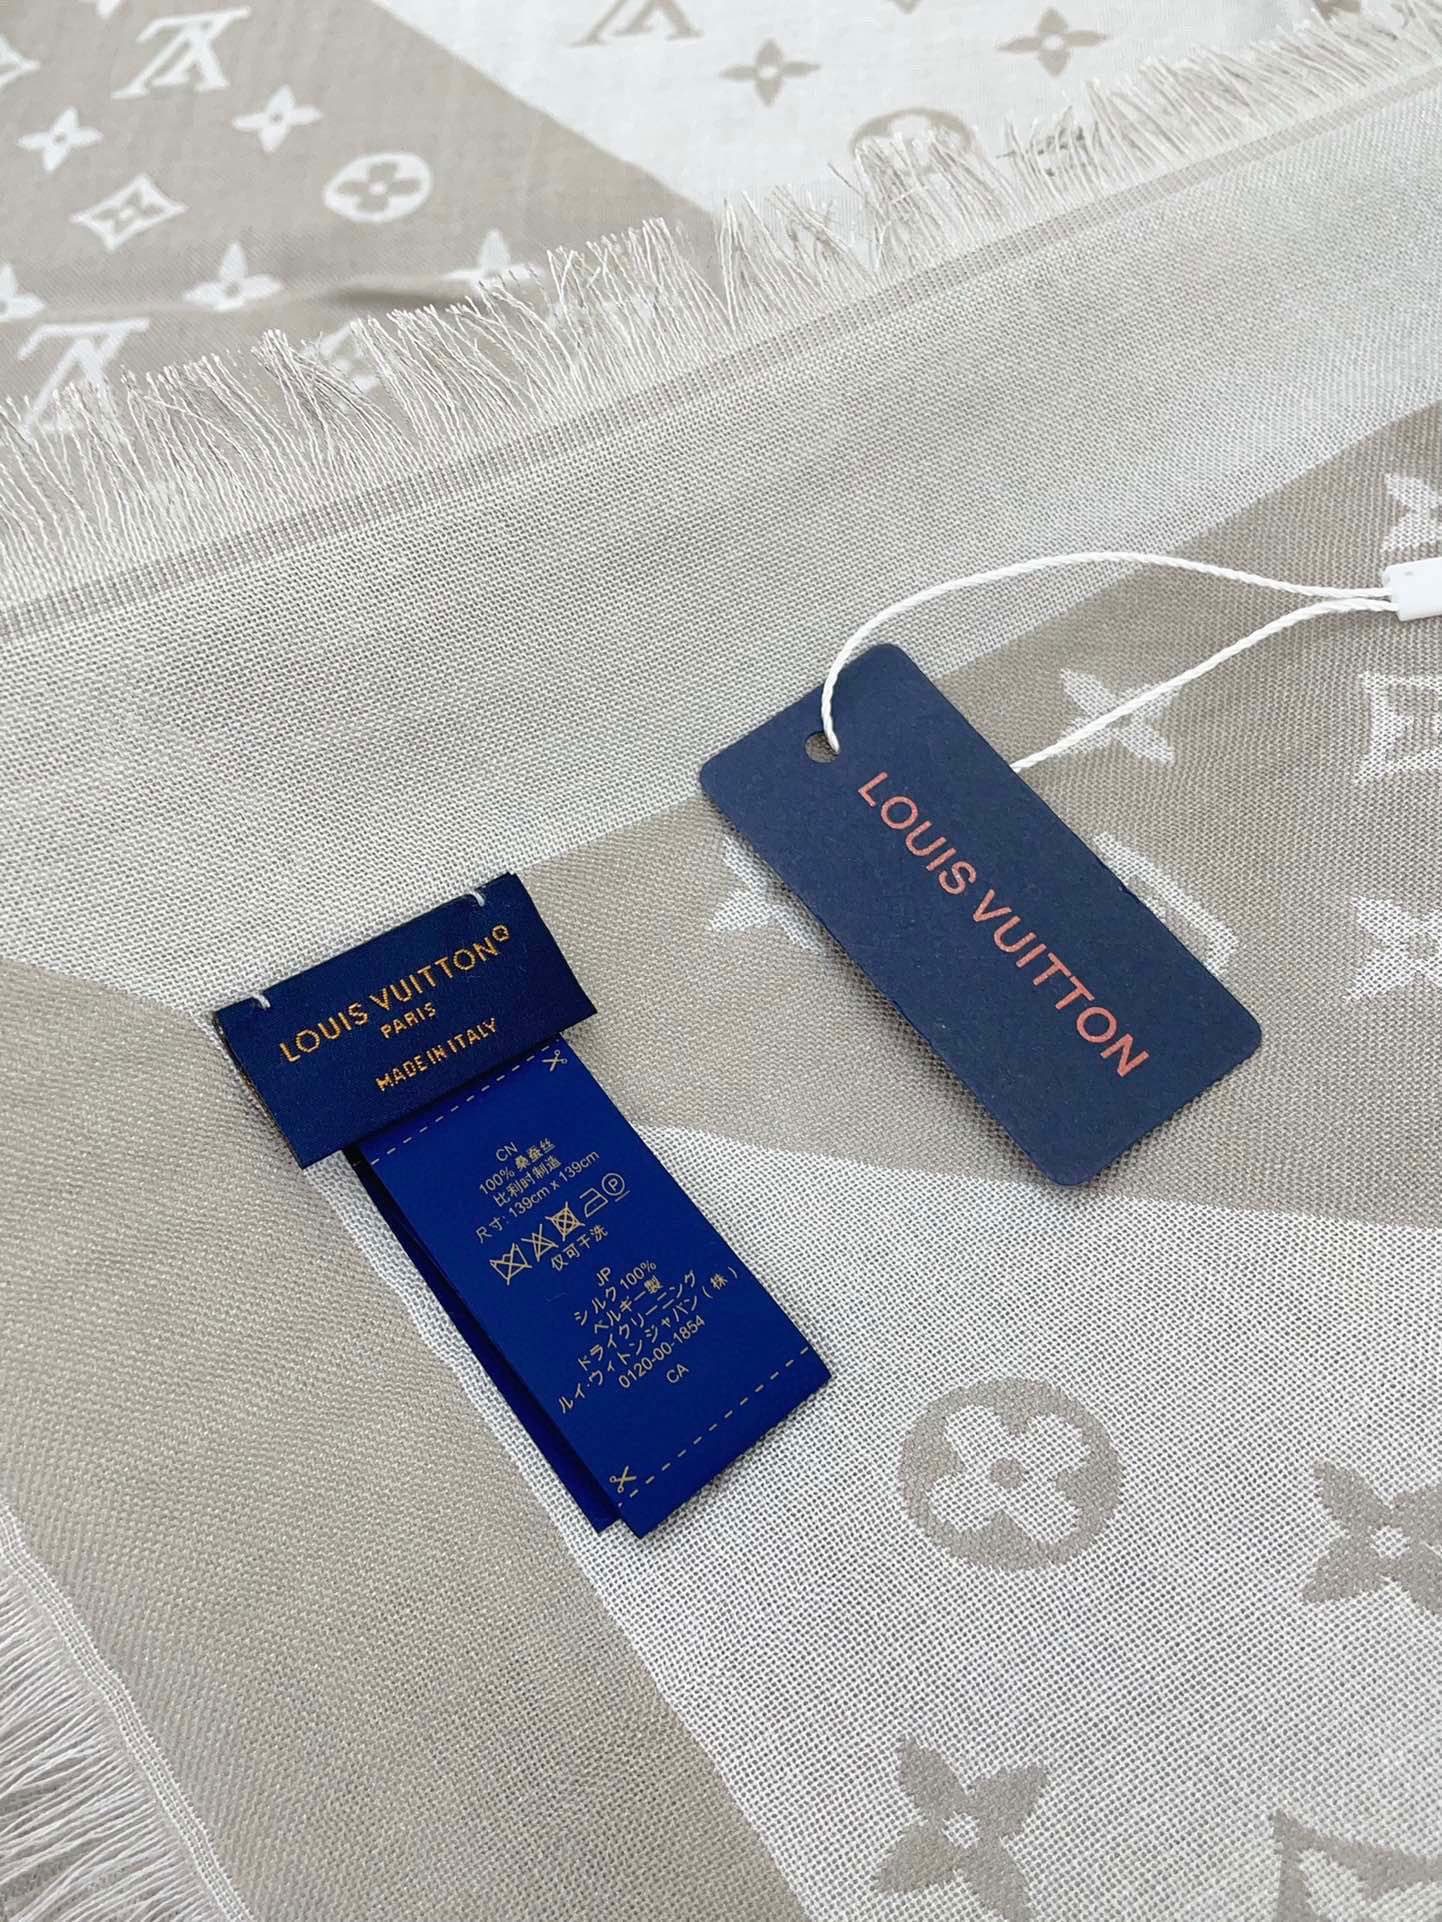 LOUIS VUITTON®
PARIS
MADE IN ITALY
CN
100% 桑蚕丝
比利时制造
尺寸: 139cm x 139cm
仅可干洗
JP
シルク100%
ベルギー製
ドライクリーニング
ルイ·ヴィトンジャパン(株)
0120-00-1854
CA
LOUIS VUITTON